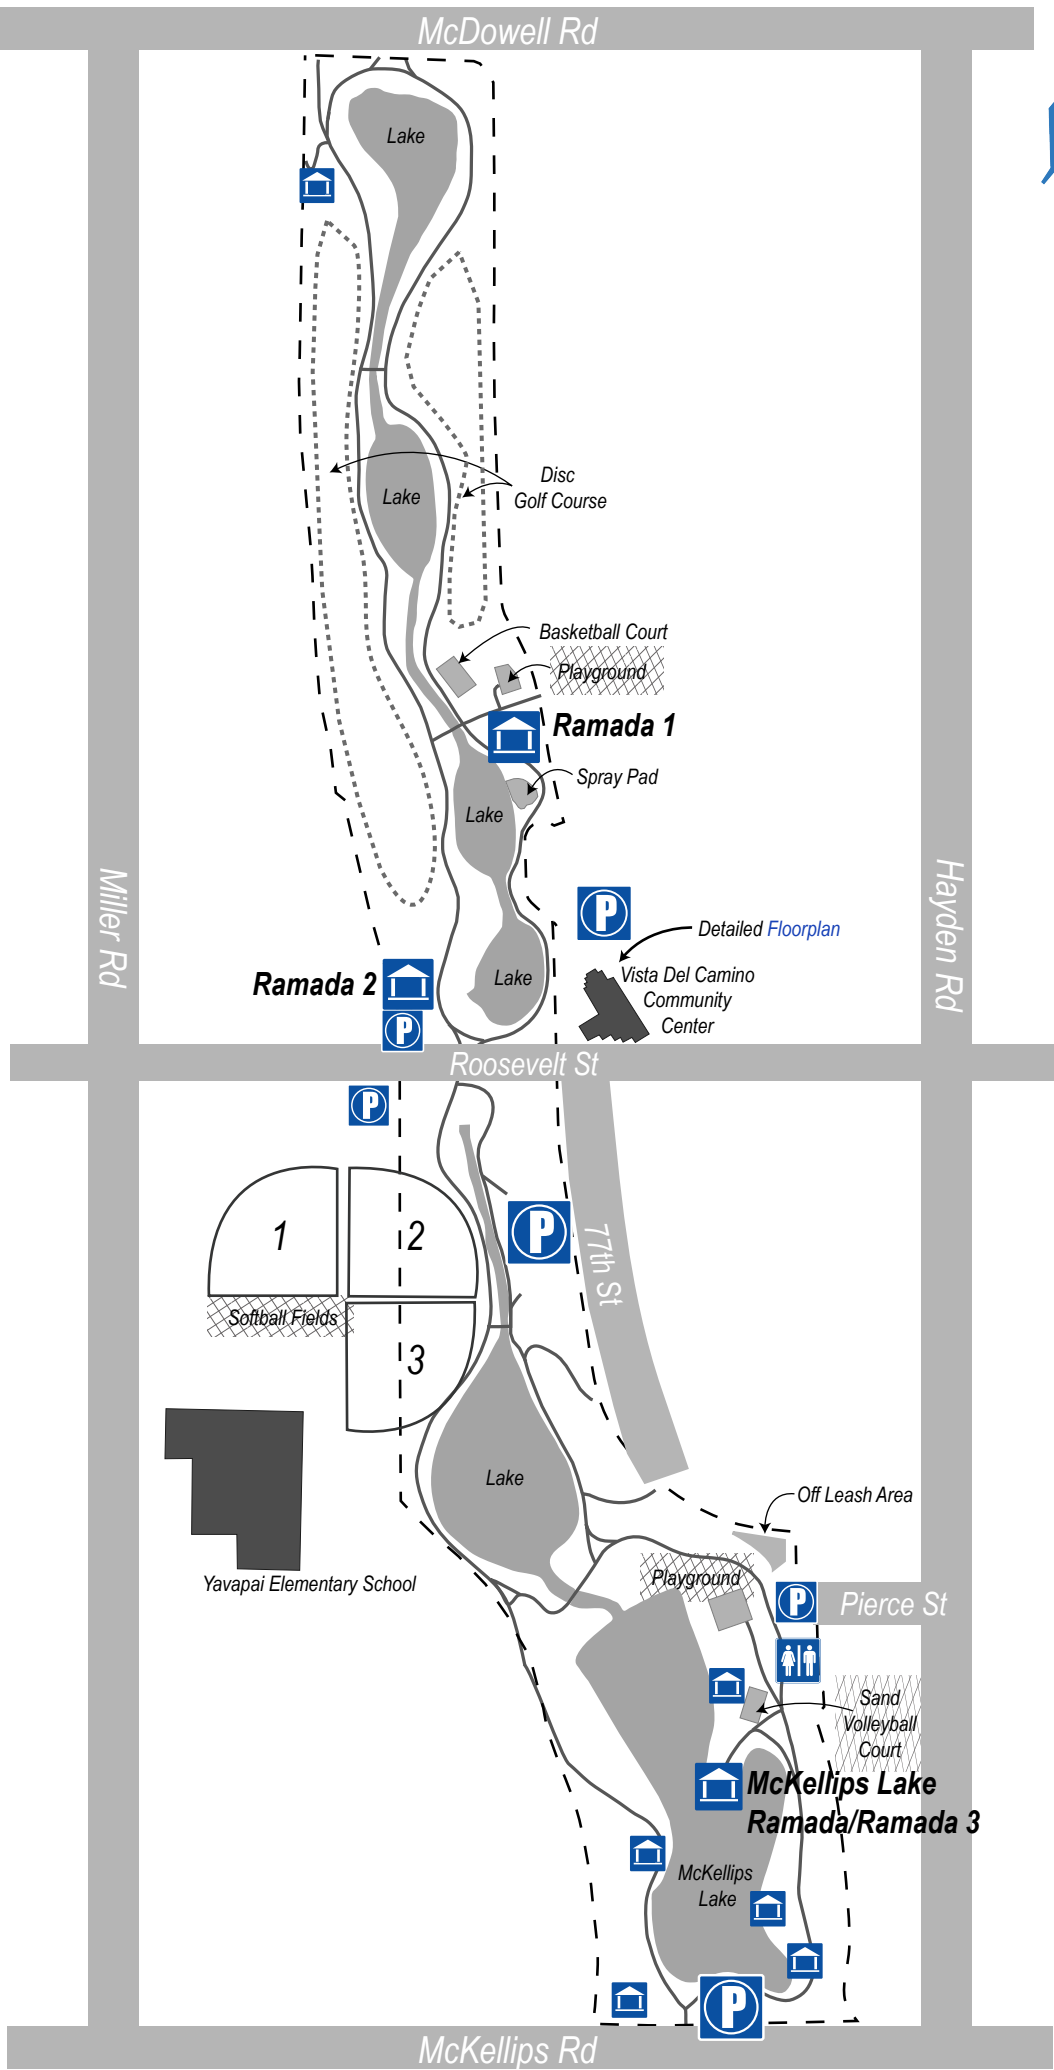 McDowell Rd
Lake
Disc
Golf Course
Lake
Basketball Court
Playground
Ramada 1
Spray Pad
Lake
Miller Rd
Hayden Rd
P
Detailed Floorplan
Vista Del Camino
Community
Center
Lake
Ramada 2
P
Roosevelt St
P
1
2
P
77th St
Softball Fields
3
Lake
Off Leash Area
Yavapai Elementary School
Playground
P
Pierce St
Sand
Volleyball
Court
McKellips Lake
Ramada/Ramada 3
McKellips
Lake
P
McKellips Rd